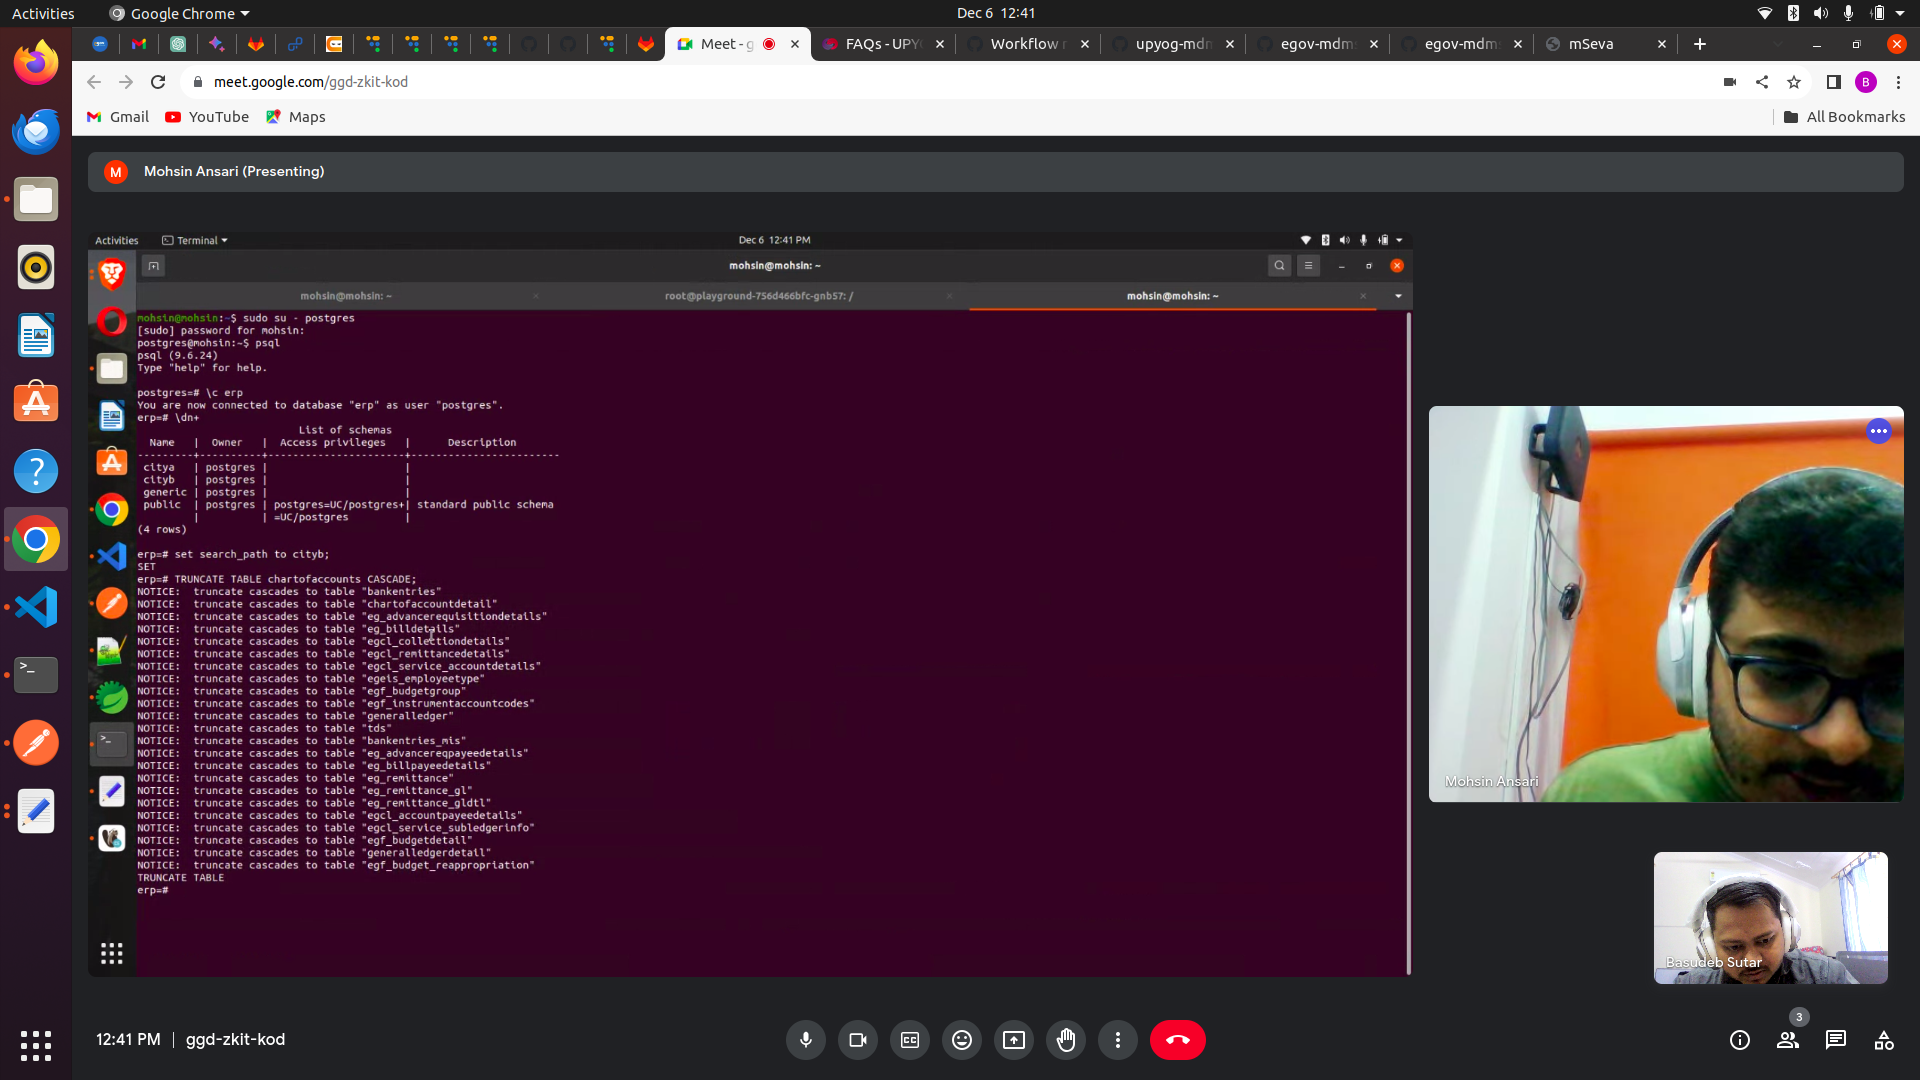 Activities
Google Chrome
Dec 6 12:41
Meet - g
FAQs - UPY
Workflow r
upyog-mdm
egov-mdms
egov-mdms
mSeva
meet.google.com/ggd-zkit-kod
B
Gmail
YouTube
Maps
All Bookmarks
M
Mohsin Ansari (Presenting)
Activities
Terminal
Dec 6 12:41 PM
mohsin@mohsin: ~
mohsin@mohsin: ~
root@playground-756d466bfc-gnb57: /
mohsin@mohsin: ~
mohsin@mohsin:~$ sudo su - postgres
[sudo] password for mohsin:
postgres@mohsin:~$ psql
psql (9.6.24)
Type "help" for help.
postgres=# \c erp
You are now connected to database "erp" as user "postgres".
erp=# \dn+
List of schemas
Name | Owner | Access privileges | Description
---------+----------+----------------------+------------------------
citya | postgres | |
cityb | postgres | |
generic | postgres | |
public | postgres | postgres=UC/postgres+| standard public schema
| | =UC/postgres |
(4 rows)
erp=# set search_path to cityb;
SET
erp=# TRUNCATE TABLE chartofaccounts CASCADE;
NOTICE: truncate cascades to table "bankentries"
NOTICE: truncate cascades to table "chartofaccountdetail"
NOTICE: truncate cascades to table "eg_advancerequisitiondetails"
NOTICE: truncate cascades to table "eg_billdetails"
NOTICE: truncate cascades to table "egcl_collectiondetails"
NOTICE: truncate cascades to table "egcl_remittancedetails"
NOTICE: truncate cascades to table "egcl_service_accountdetails"
NOTICE: truncate cascades to table "egeis_employeetype"
NOTICE: truncate cascades to table "egf_budgetgroup"
NOTICE: truncate cascades to table "egf_instrumentaccountcodes"
NOTICE: truncate cascades to table "generalledger"
NOTICE: truncate cascades to table "tds"
NOTICE: truncate cascades to table "bankentries_mis"
NOTICE: truncate cascades to table "eg_advancereqpayeedetails"
NOTICE: truncate cascades to table "eg_billpayeedetails"
NOTICE: truncate cascades to table "eg_remittance"
NOTICE: truncate cascades to table "eg_remittance_gl"
NOTICE: truncate cascades to table "eg_remittance_gldtl"
NOTICE: truncate cascades to table "egcl_accountpayeedetails"
NOTICE: truncate cascades to table "egcl_service_subledgerinfo"
NOTICE: truncate cascades to table "egf_budgetdetail"
NOTICE: truncate cascades to table "generalledgerdetail"
NOTICE: truncate cascades to table "egf_budget_reappropriation"
TRUNCATE TABLE
erp=#
Mohsin Ansari
Basudeb Sutar
12:41 PM | ggd-zkit-kod
3